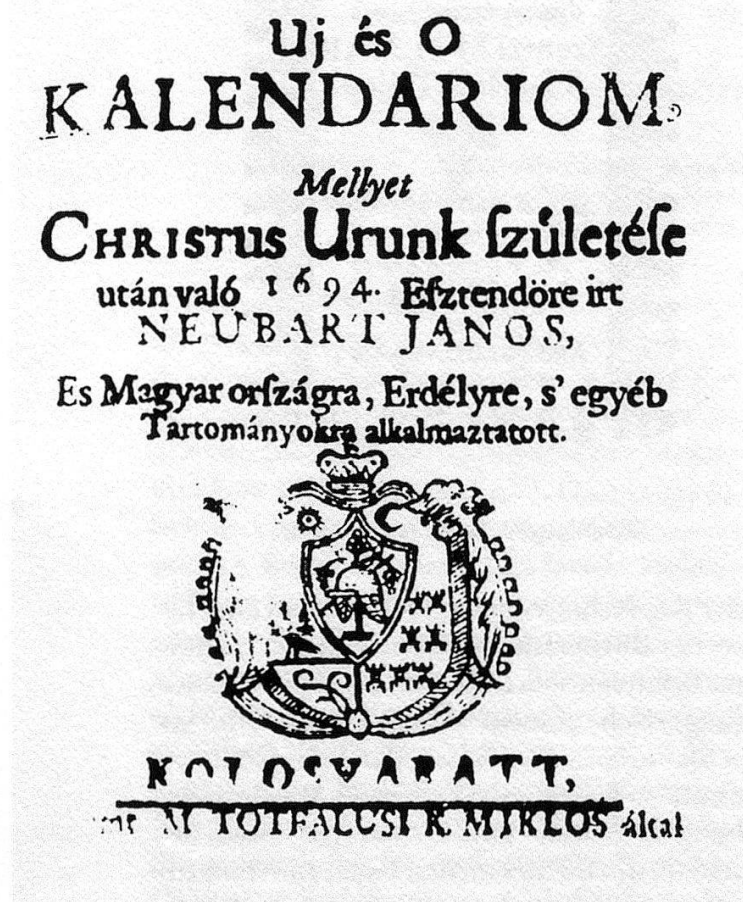 Uj és O
KALENDARIOM,
Mellyet
CHRISTUS Urunk ſzúletéſe
után való 1694. Eſztendöre irt
NEUBART JANOS,
Es Magyar orſzágra, Erdélyre, s' egyéb
Tartományokra alkalmaztatott.
KOLOSVARATT,
M TOTFALUSI K. MIKLOS által